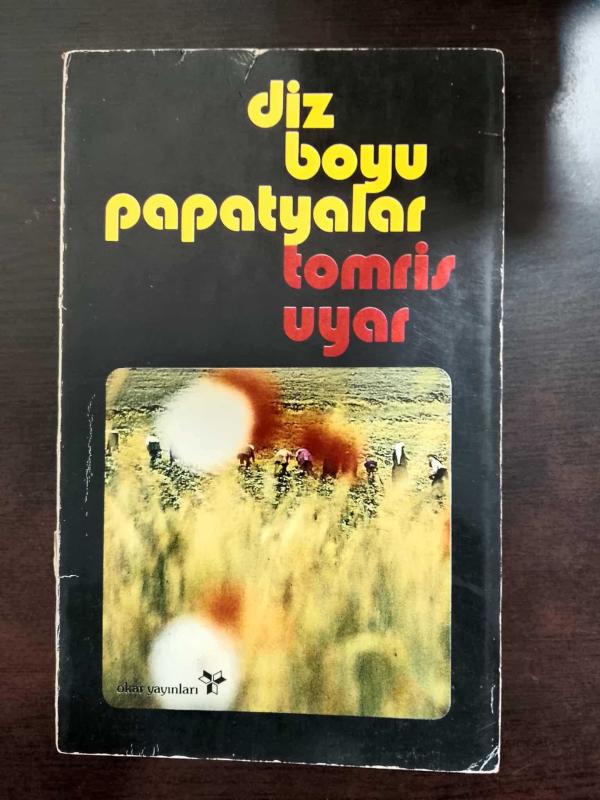 diz
boyu
papatyalar
tomris
uyar
okar yayınları